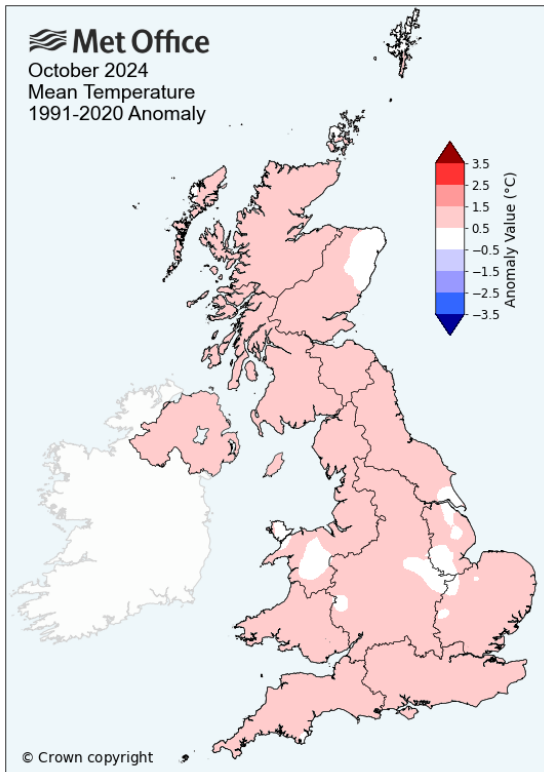 Met Office
October 2024
Mean Temperature
1991-2020 Anomaly
3.5
2.5
1.5
0.5
−0.5
−1.5
−2.5
−3.5
Anomaly Value (°C)
© Crown copyright